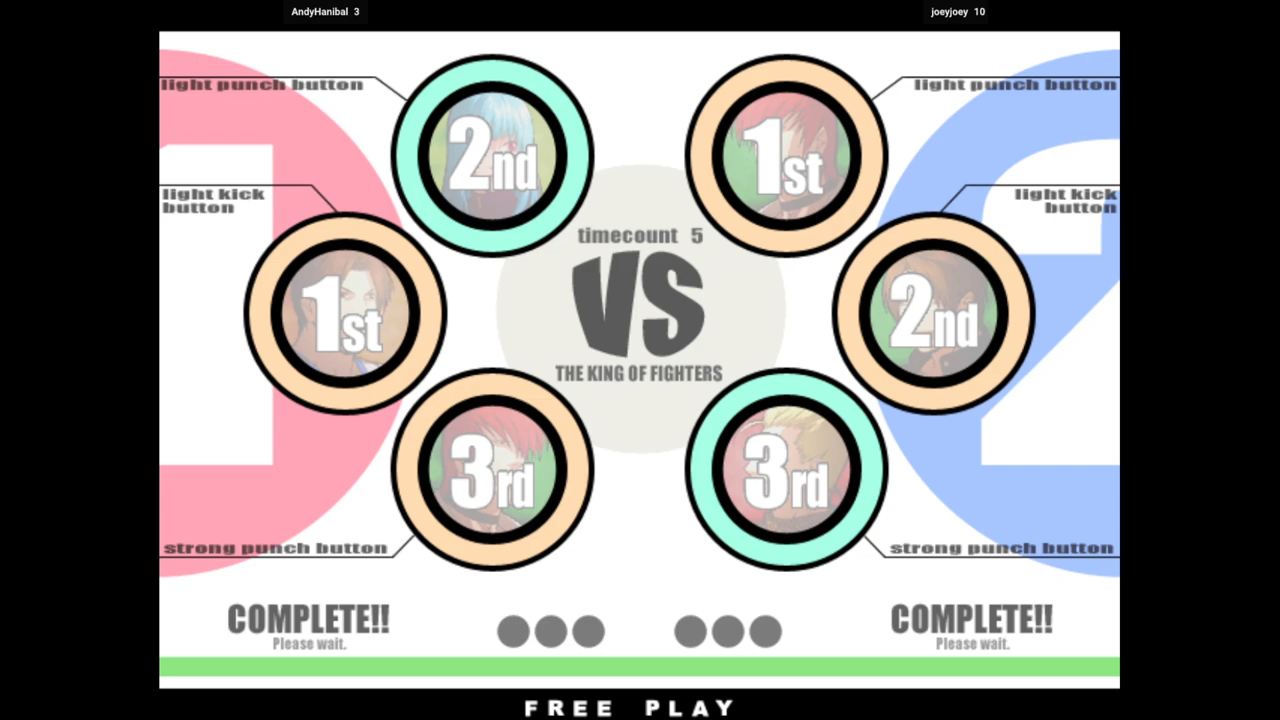 AndyHanibal 3
joeyjoey 10
light punch button
light punch button
2nd
1st
light kick
button
light kick
button
timecount 5
VS
THE KING OF FIGHTERS
1st
2nd
3rd
3rd
strong punch button
strong punch button
COMPLETE!!
Please wait.
COMPLETE!!
Please wait.
FREE PLAY
1
2